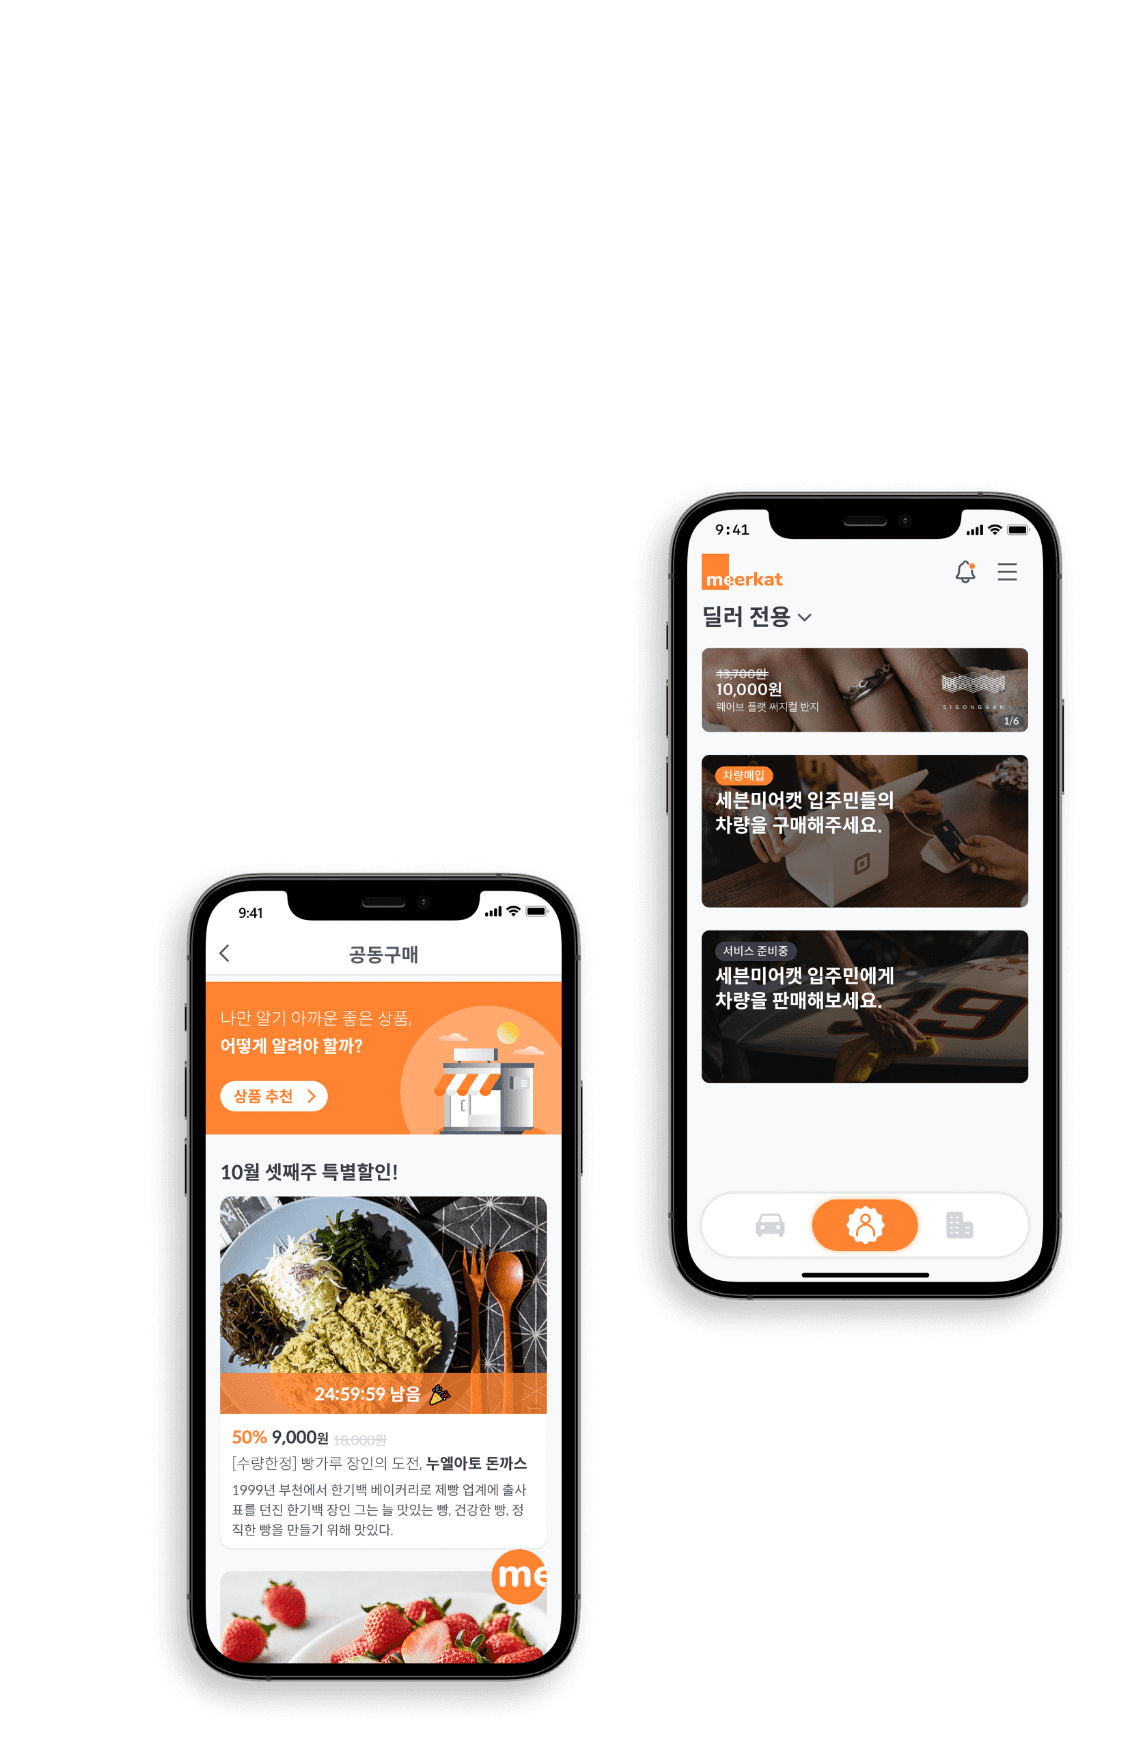 9:41
meerkat
딜러 전용
13,700원
10,000원
웨이브 플랫 써지컬 반지
SIGONGGAN
1/6
차량매입
세븐미어캣 입주민들의
차량을 구매해주세요.
서비스 준비중
세븐미어캣 입주민에게
차량을 판매해보세요.
39
9:41
공동구매
나만 알기 아까운 좋은 상품,
어떻게 알려야 할까?
상품 추천
10월 셋째주 특별할인!
24:59:59 남음
50% 9,000원 18,000원
[수량한정] 빵가루 장인의 도전, 누엘아토 돈까스
1999년 부천에서 한기백 베이커리로 제빵 업계에 출사
표를 던진 한기백 장인 그는 늘 맛있는 빵, 건강한 빵, 정
직한 빵을 만들기 위해 맛있다.
me